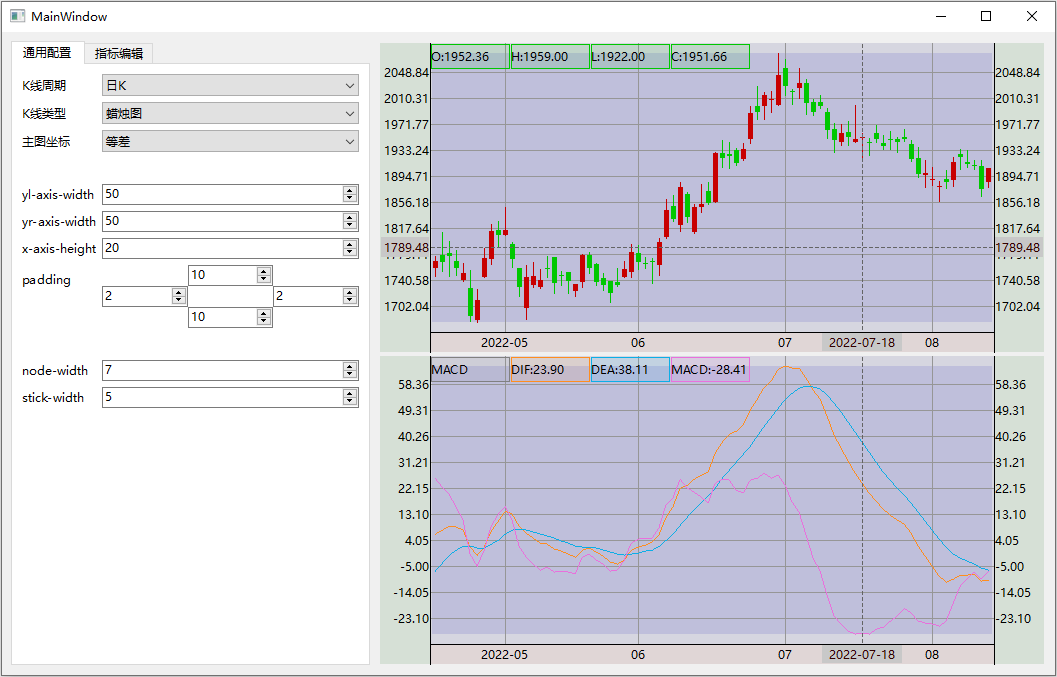 MainWindow
通用配置 指标编辑
K线周期 日K
K线类型 蜡烛图
主图坐标 等差
yl-axis-width 50
yr-axis-width 50
x-axis-height 20
padding 10
2 2
10
node-width 7
stick-width 5
O:1952.36 H:1959.00 L:1922.00 C:1951.66
2048.84 2048.84
2010.31 2010.31
1971.77 1971.77
1933.24 1933.24
1894.71 1894.71
1856.18 1856.18
1817.64 1817.64
1789.48 1789.48
1740.58 1740.58
1702.04 1702.04
2022-05 06 07 2022-07-18 08
MACD DIF:23.90 DEA:38.11 MACD:-28.41
58.36 58.36
49.31 49.31
40.26 40.26
31.21 31.21
22.15 22.15
13.10 13.10
4.05 4.05
-5.00 -5.00
-14.05 -14.05
-23.10 -23.10
2022-05 06 07 2022-07-18 08